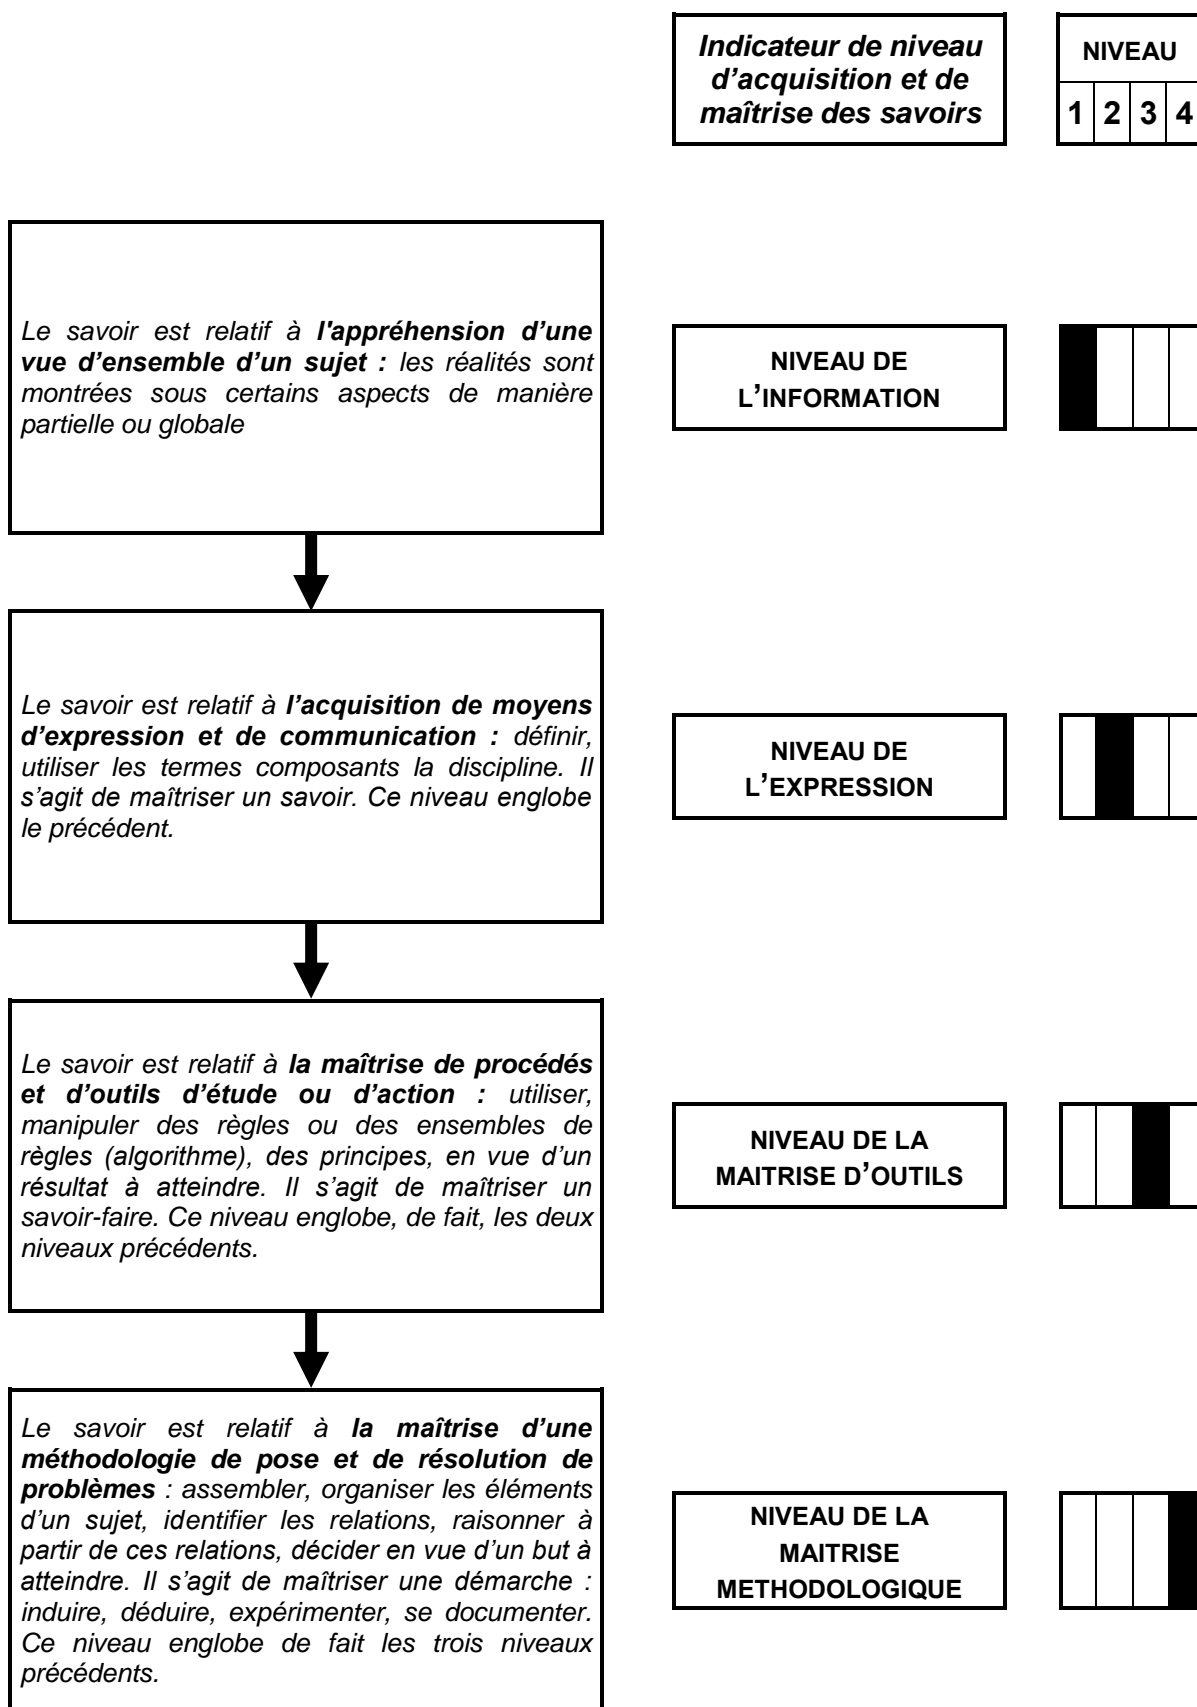 Indicateur de niveau
d’acquisition et de
maîtrise des savoirs
NIVEAU
1 2 3 4
Le savoir est relatif à l'appréhension d’une
vue d’ensemble d’un sujet : les réalités sont
montrées sous certains aspects de manière
partielle ou globale
NIVEAU DE
L’INFORMATION
Le savoir est relatif à l’acquisition de moyens
d’expression et de communication : définir,
utiliser les termes composants la discipline. Il
s’agit de maîtriser un savoir. Ce niveau englobe
le précédent.
NIVEAU DE
L’EXPRESSION
Le savoir est relatif à la maîtrise de procédés
et d’outils d’étude ou d’action : utiliser,
manipuler des règles ou des ensembles de
règles (algorithme), des principes, en vue d’un
résultat à atteindre. Il s’agit de maîtriser un
savoir-faire. Ce niveau englobe, de fait, les deux
niveaux précédents.
NIVEAU DE LA
MAITRISE D’OUTILS
Le savoir est relatif à la maîtrise d’une
méthodologie de pose et de résolution de
problèmes : assembler, organiser les éléments
d’un sujet, identifier les relations, raisonner à
partir de ces relations, décider en vue d’un but à
atteindre. Il s’agit de maîtriser une démarche :
induire, déduire, expérimenter, se documenter.
Ce niveau englobe de fait les trois niveaux
précédents.
NIVEAU DE LA
MAITRISE
METHODOLOGIQUE